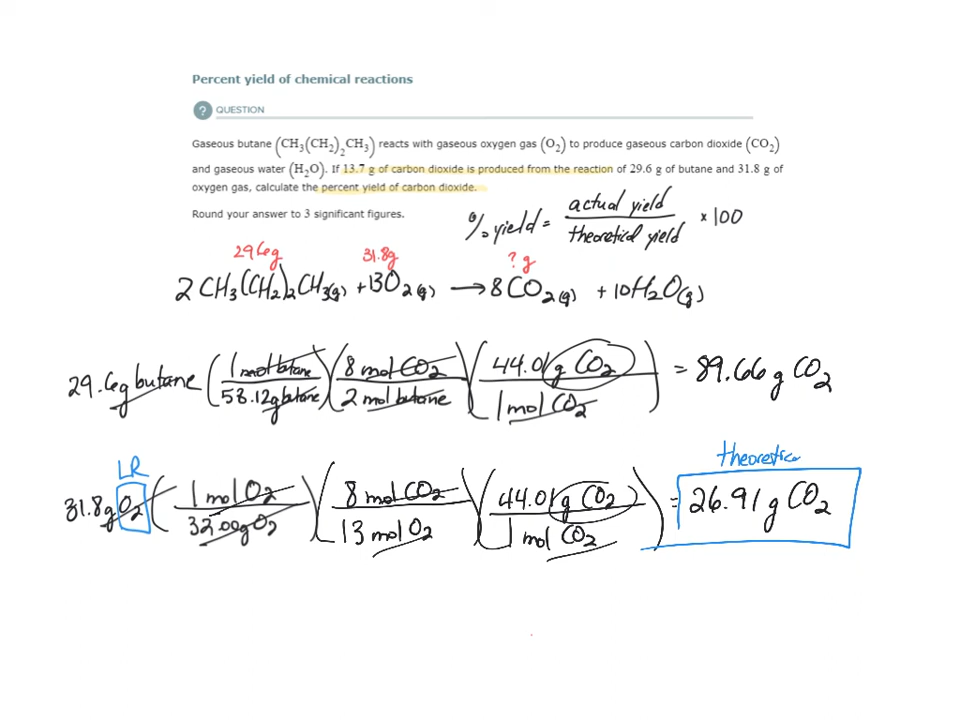 Percent yield of chemical reactions
? QUESTION
Gaseous butane (CH₃(CH₂)₂CH₃) reacts with gaseous oxygen gas (O₂) to produce gaseous carbon dioxide (CO₂)
and gaseous water (H₂O). If 13.7 g of carbon dioxide is produced from the reaction of 29.6 g of butane and 31.8 g of
oxygen gas, calculate the percent yield of carbon dioxide.
Round your answer to 3 significant figures.
% yield = actual yield / theoretical yield × 100
29.6g 31.8g ? g
2 CH₃(CH₂)₂CH₃(g) + 13O₂(g) → 8CO₂(g) + 10H₂O(g)
29.6g butane (1 mol butane / 58.12g butane)(8 mol CO₂ / 2 mol butane)(44.01g CO₂ / 1 mol CO₂) = 89.66 g CO₂
LR theoretica
31.8g O₂ (1 mol O₂ / 32.00g O₂)(8 mol CO₂ / 13 mol O₂)(44.01g CO₂ / 1 mol CO₂) = 26.91 g CO₂